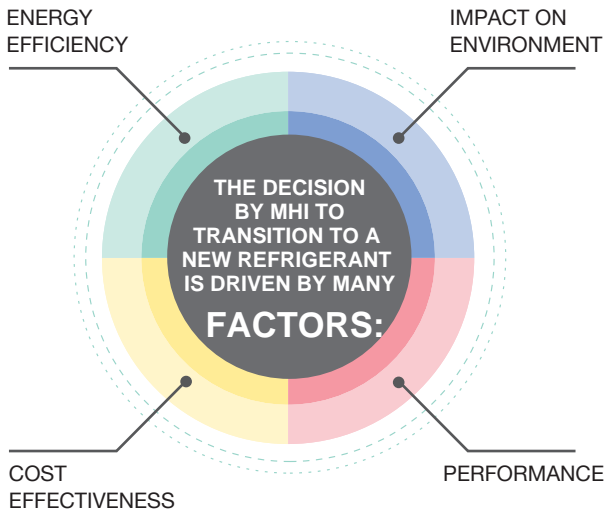 ENERGY
EFFICIENCY
IMPACT ON
ENVIRONMENT
THE DECISION
BY MHI TO
TRANSITION TO A
NEW REFRIGERANT
IS DRIVEN BY MANY
FACTORS:
COST
EFFECTIVENESS
PERFORMANCE